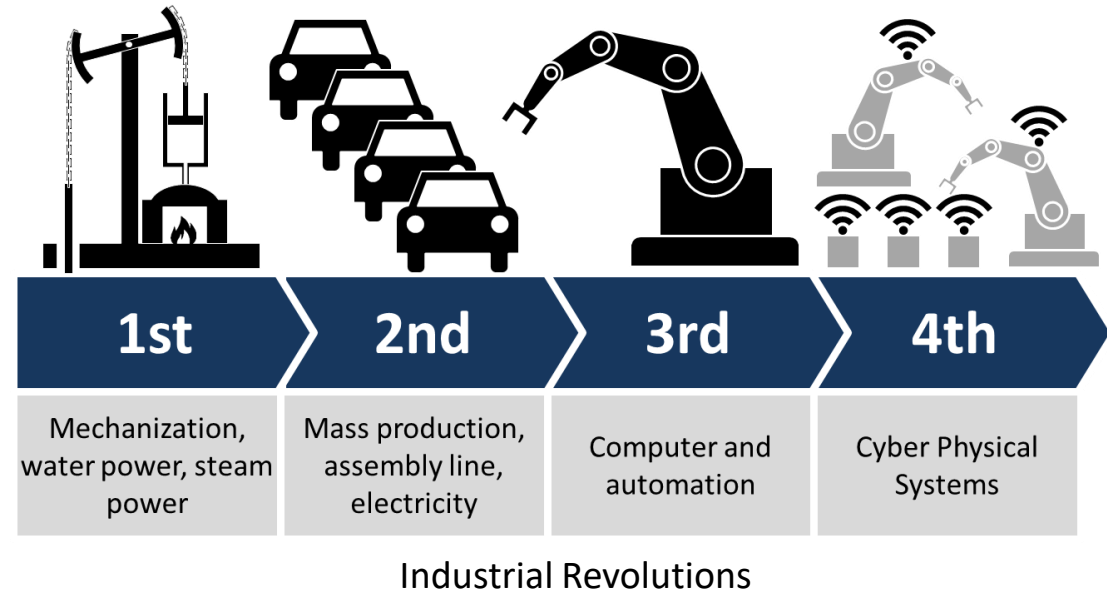 1st
2nd
3rd
4th
Mechanization,
water power, steam
power
Mass production,
assembly line,
electricity
Computer and
automation
Cyber Physical
Systems
Industrial Revolutions